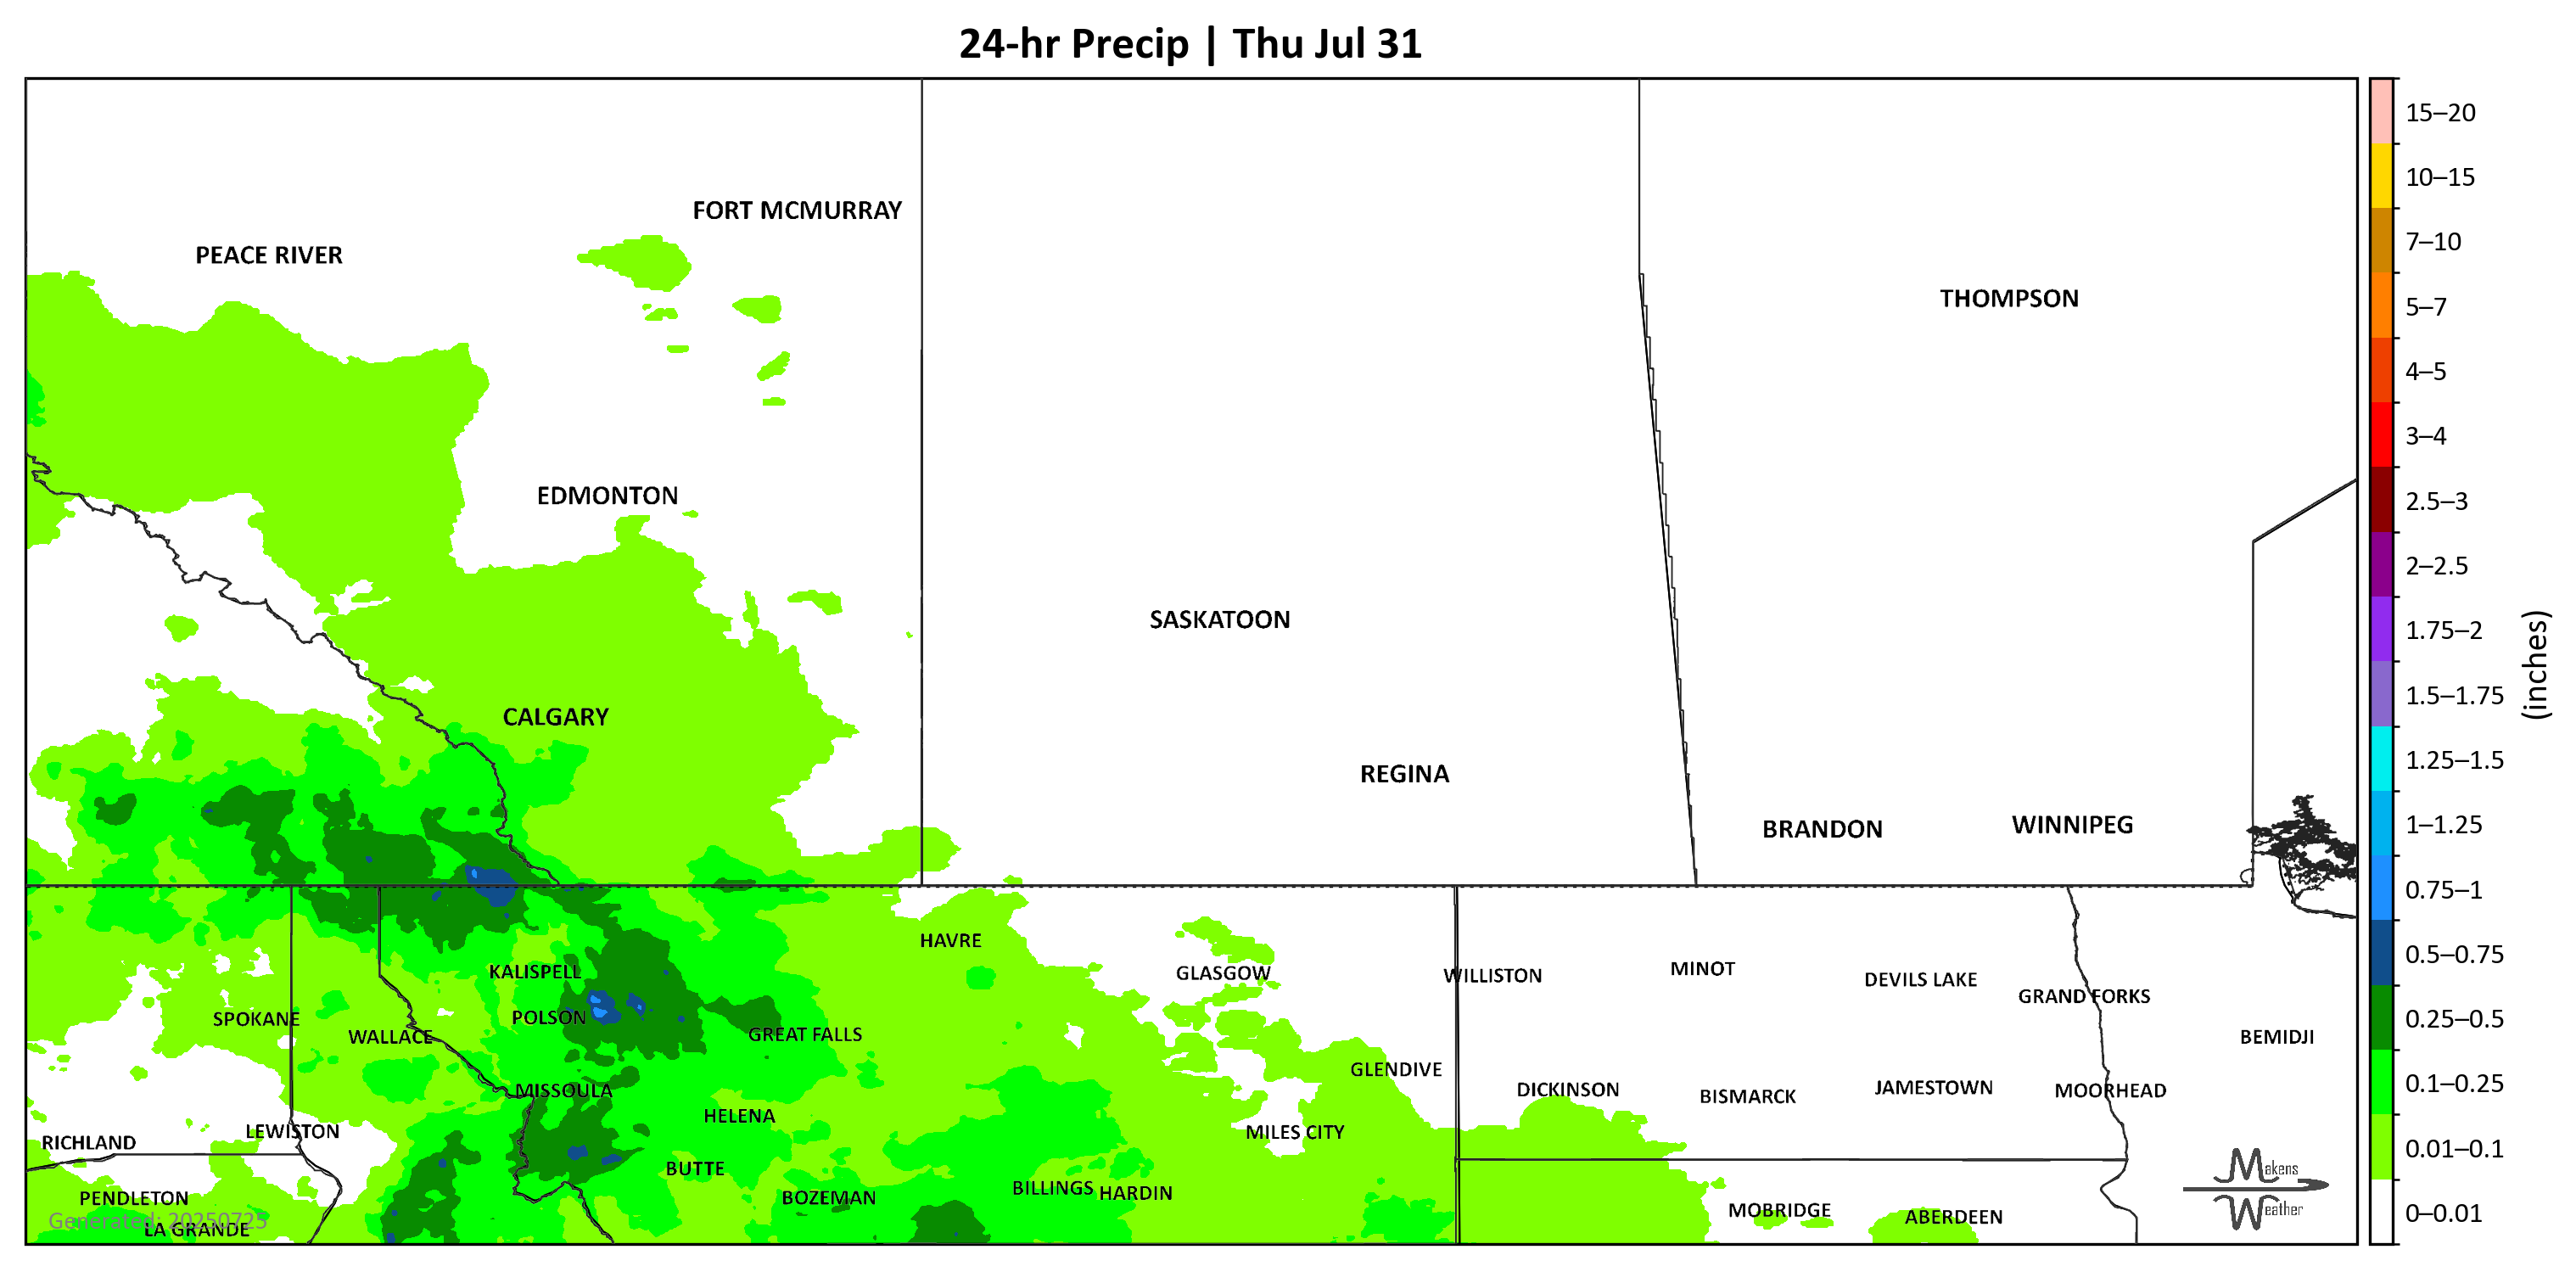 24-hr Precip | Thu Jul 31
FORT MCMURRAY
PEACE RIVER
THOMPSON
EDMONTON
SASKATOON
CALGARY
REGINA
BRANDON
WINNIPEG
HAVRE
KALISPELL
GLASGOW
WILLISTON
MINOT
DEVILS LAKE
GRAND FORKS
SPOKANE
POLSON
WALLACE
GREAT FALLS
BEMIDJI
GLENDIVE
MISSOULA
DICKINSON
BISMARCK
JAMESTOWN
MOORHEAD
HELENA
RICHLAND
LEWISTON
MILES CITY
BUTTE
PENDLETON
BOZEMAN
BILLINGS
HARDIN
MOBRIDGE
ABERDEEN
Generated: 20250725
LA GRANDE
Makens
Weather
15–20
10–15
7–10
5–7
4–5
3–4
2.5–3
2–2.5
1.75–2
1.5–1.75
1.25–1.5
1–1.25
0.75–1
0.5–0.75
0.25–0.5
0.1–0.25
0.01–0.1
0–0.01
(inches)